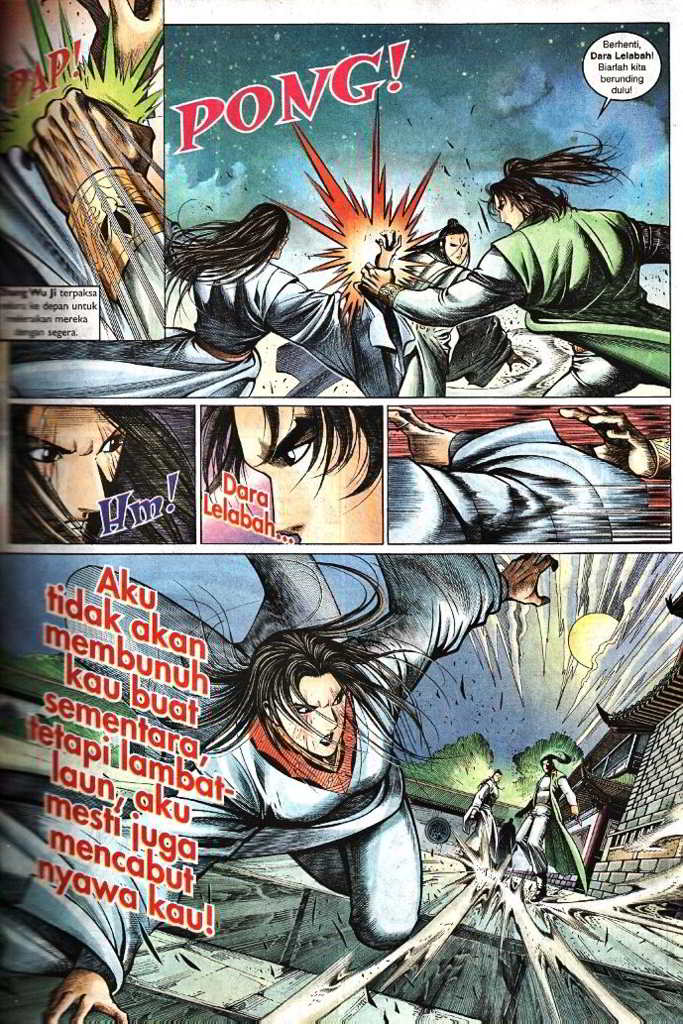 PAP!
PONG!
Berhenti,
Dara Lelabah!
Biarlah kita
berunding
dulu!
Wu Ji terpaksa
ke depan untuk
mereka
dengan segera.
Hm!
Dara
Lelabah...
Aku
tidak akan
membunuh
kau buat
sementara,
tetapi lambat-
laun, aku
mesti juga
mencabut
nyawa kau!